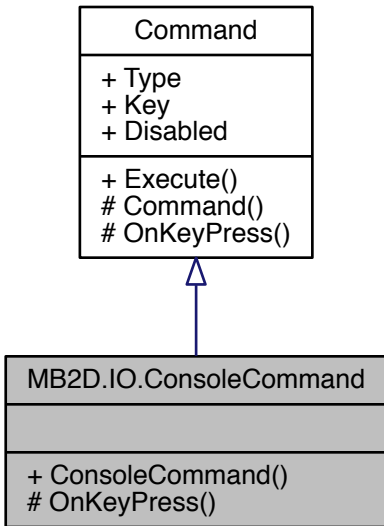 Command
+ Type
+ Key
+ Disabled
+ Execute()
# Command()
# OnKeyPress()
MB2D.IO.ConsoleCommand
+ ConsoleCommand()
# OnKeyPress()